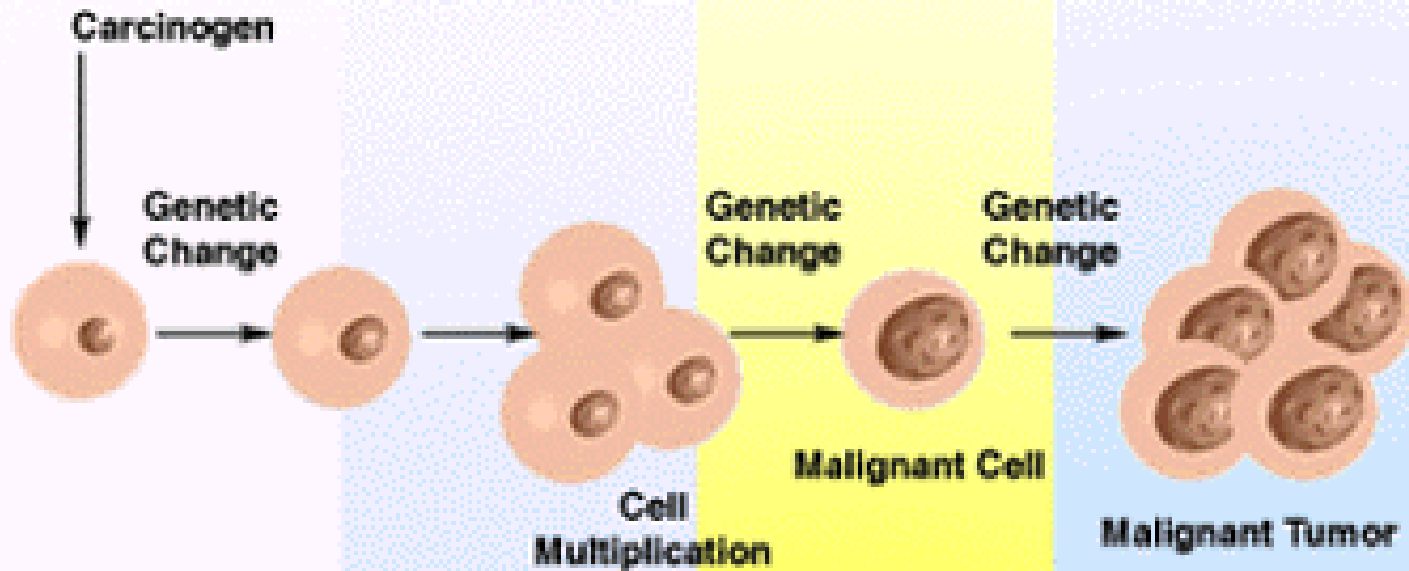 Carcinogen
Genetic
Change
Genetic
Change
Genetic
Change
Cell
Multiplication
Malignant Cell
Malignant Tumor